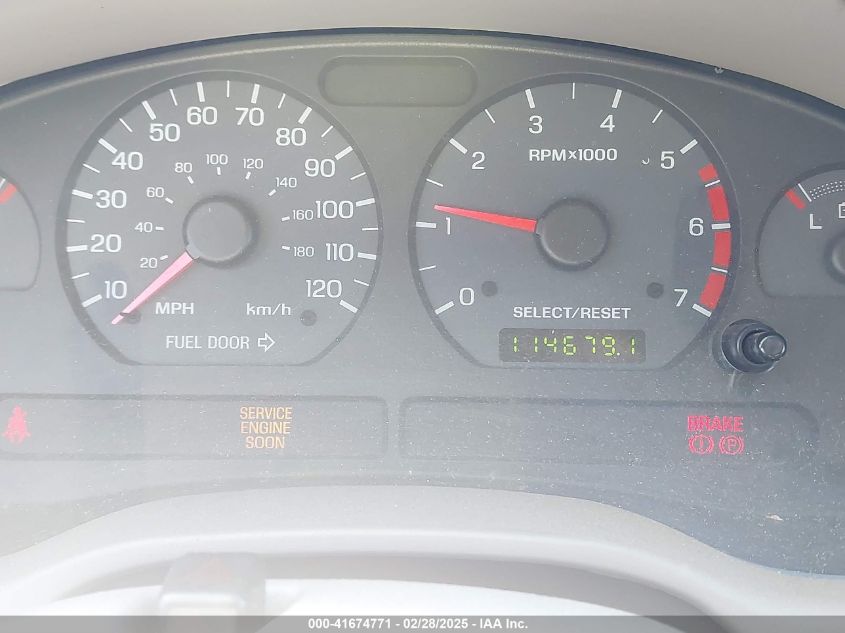 10 20 30 40 50 60 70 80 90 100 110 120
20 40 60 80 100 120 140 160 180
MPH km/h
FUEL DOOR
0 1 2 3 4 5 6 7
RPMx1000
SELECT/RESET
114679.1
L
SERVICE
ENGINE
SOON
BRAKE
P
000-41674771 - 02/28/2025 - IAA Inc.